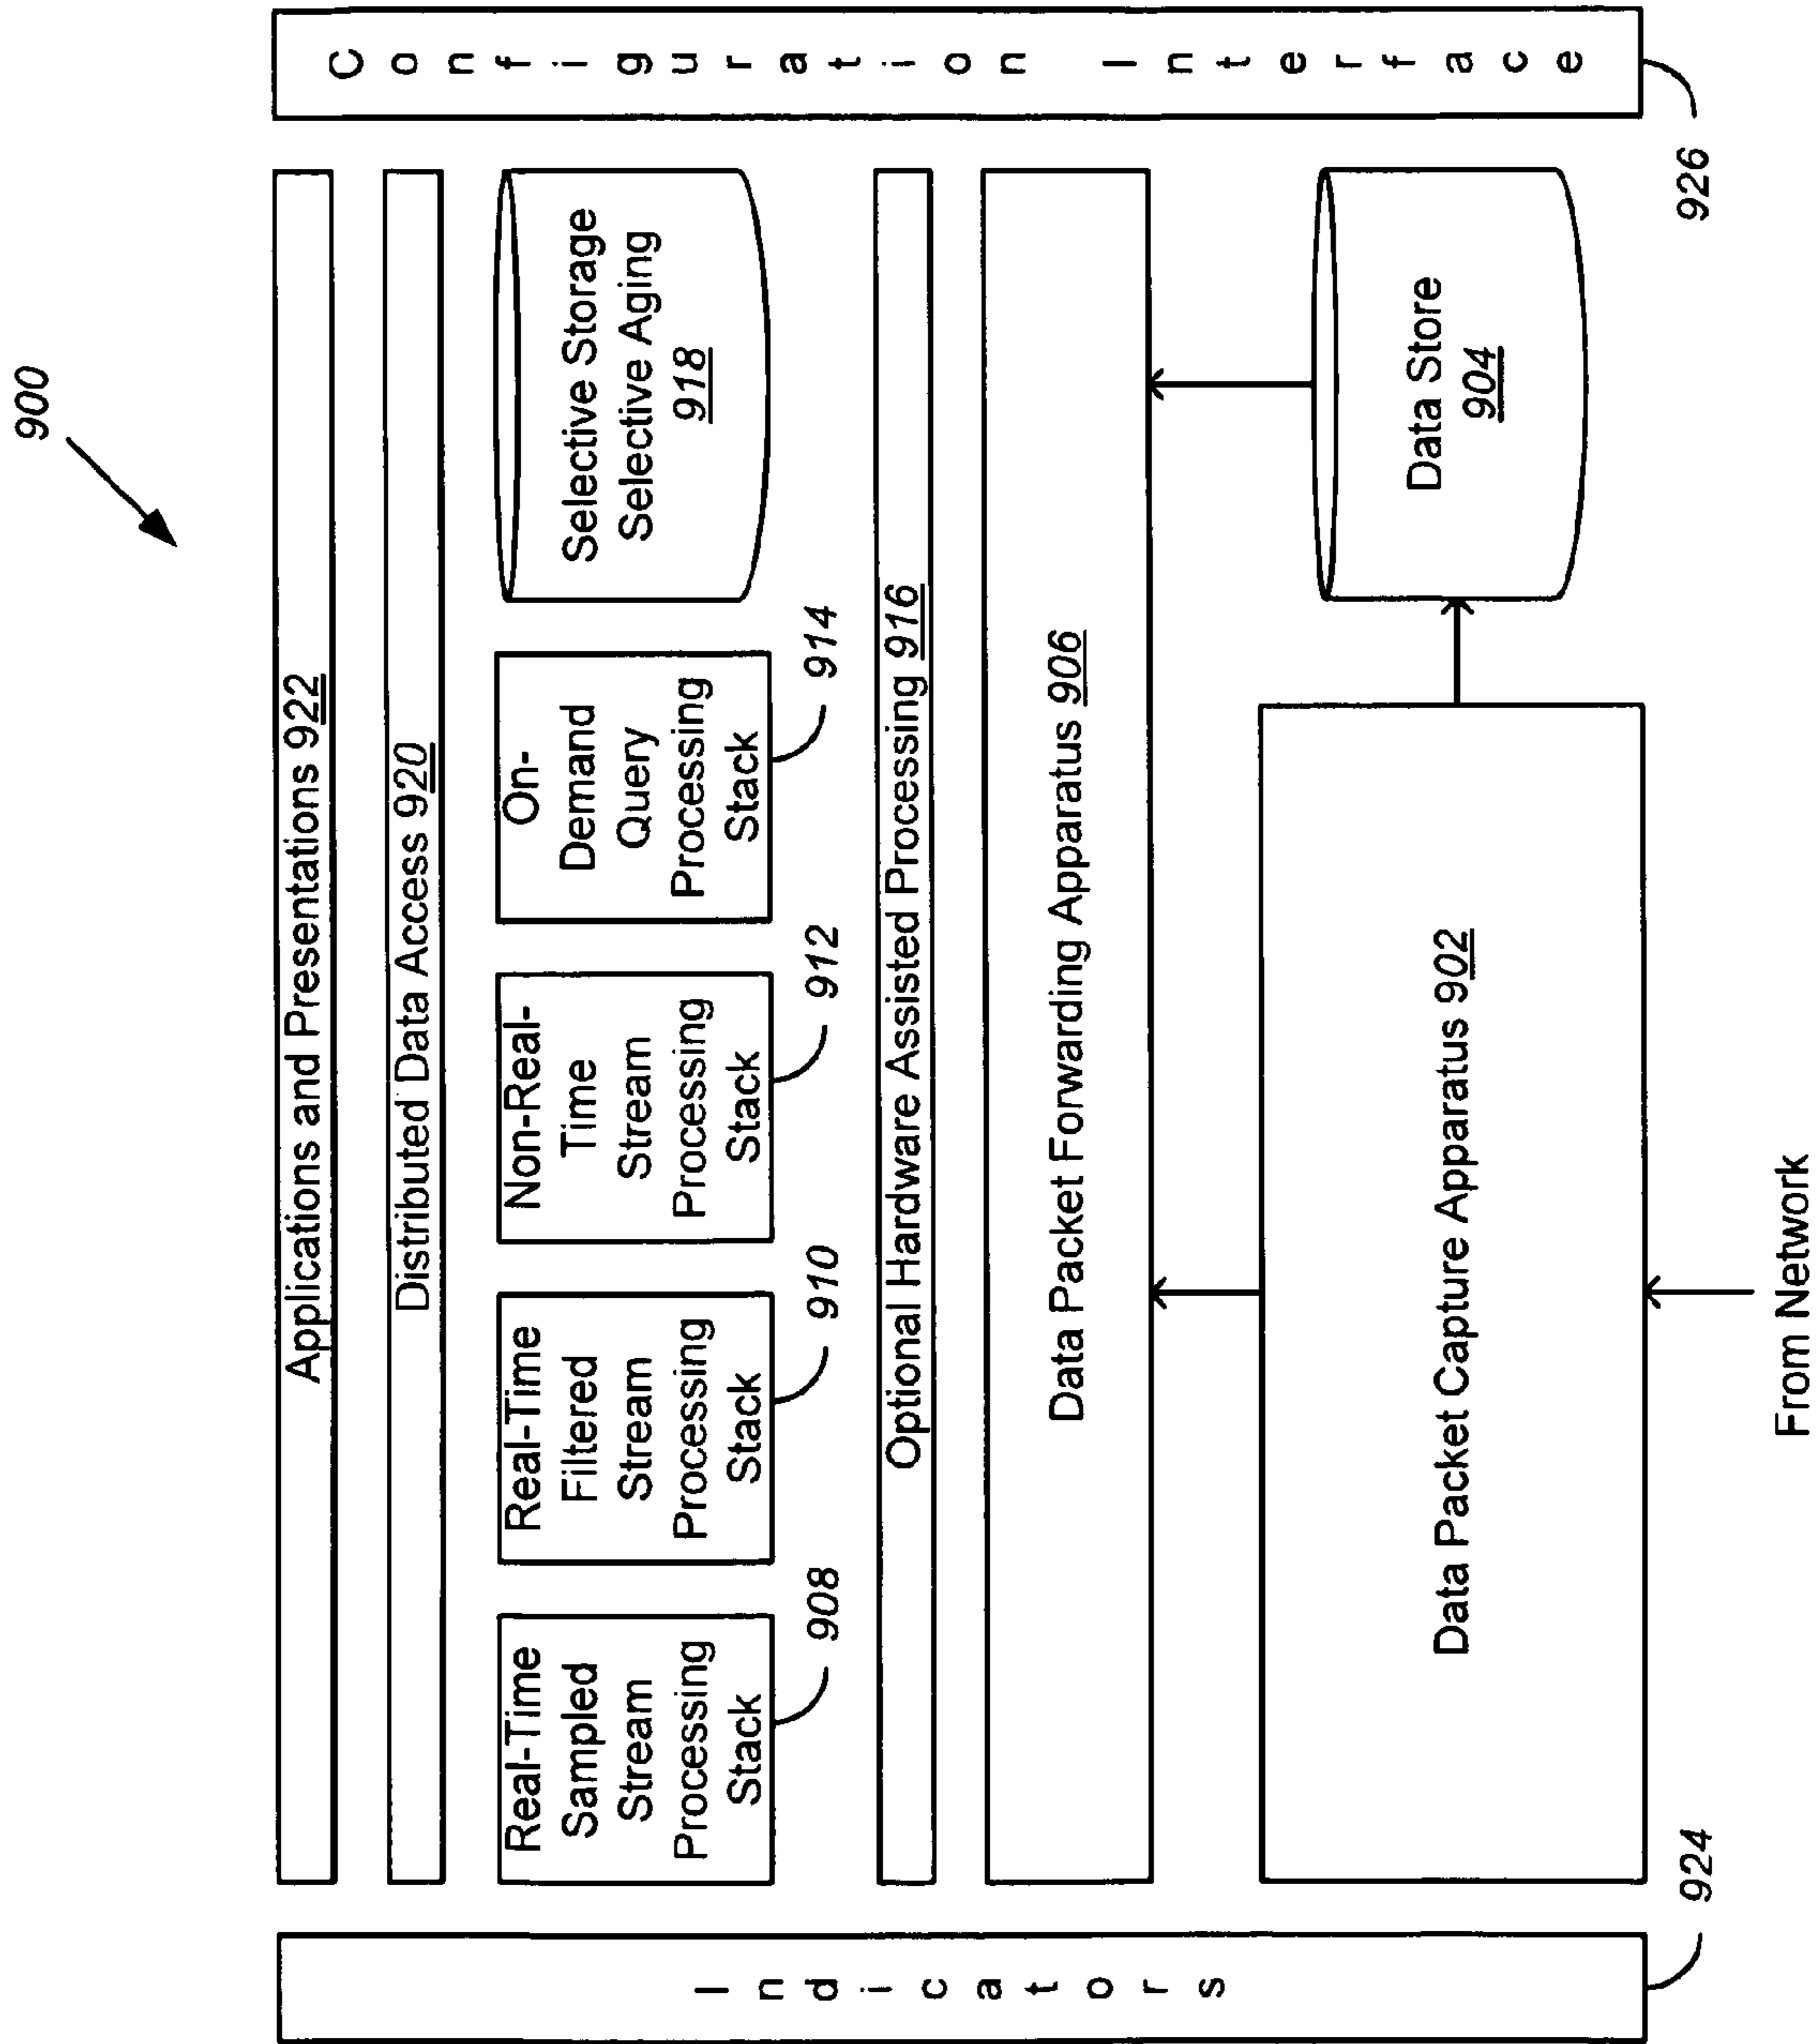 900
Applications and Presentations 922
Distributed Data Access 920
Real-Time
Sampled
Stream
Processing
Stack
908
Real-Time
Filtered
Stream
Processing
Stack
910
Non-Real-
Time
Stream
Processing
Stack
912
On-
Demand
Query
Processing
Stack
914
Selective Storage
Selective Aging
918
Optional Hardware Assisted Processing 916
Data Packet Forwarding Apparatus 906
Data Packet Capture Apparatus 902
Data Store
904
From Network
Indicators
924
Configuration Interface
926